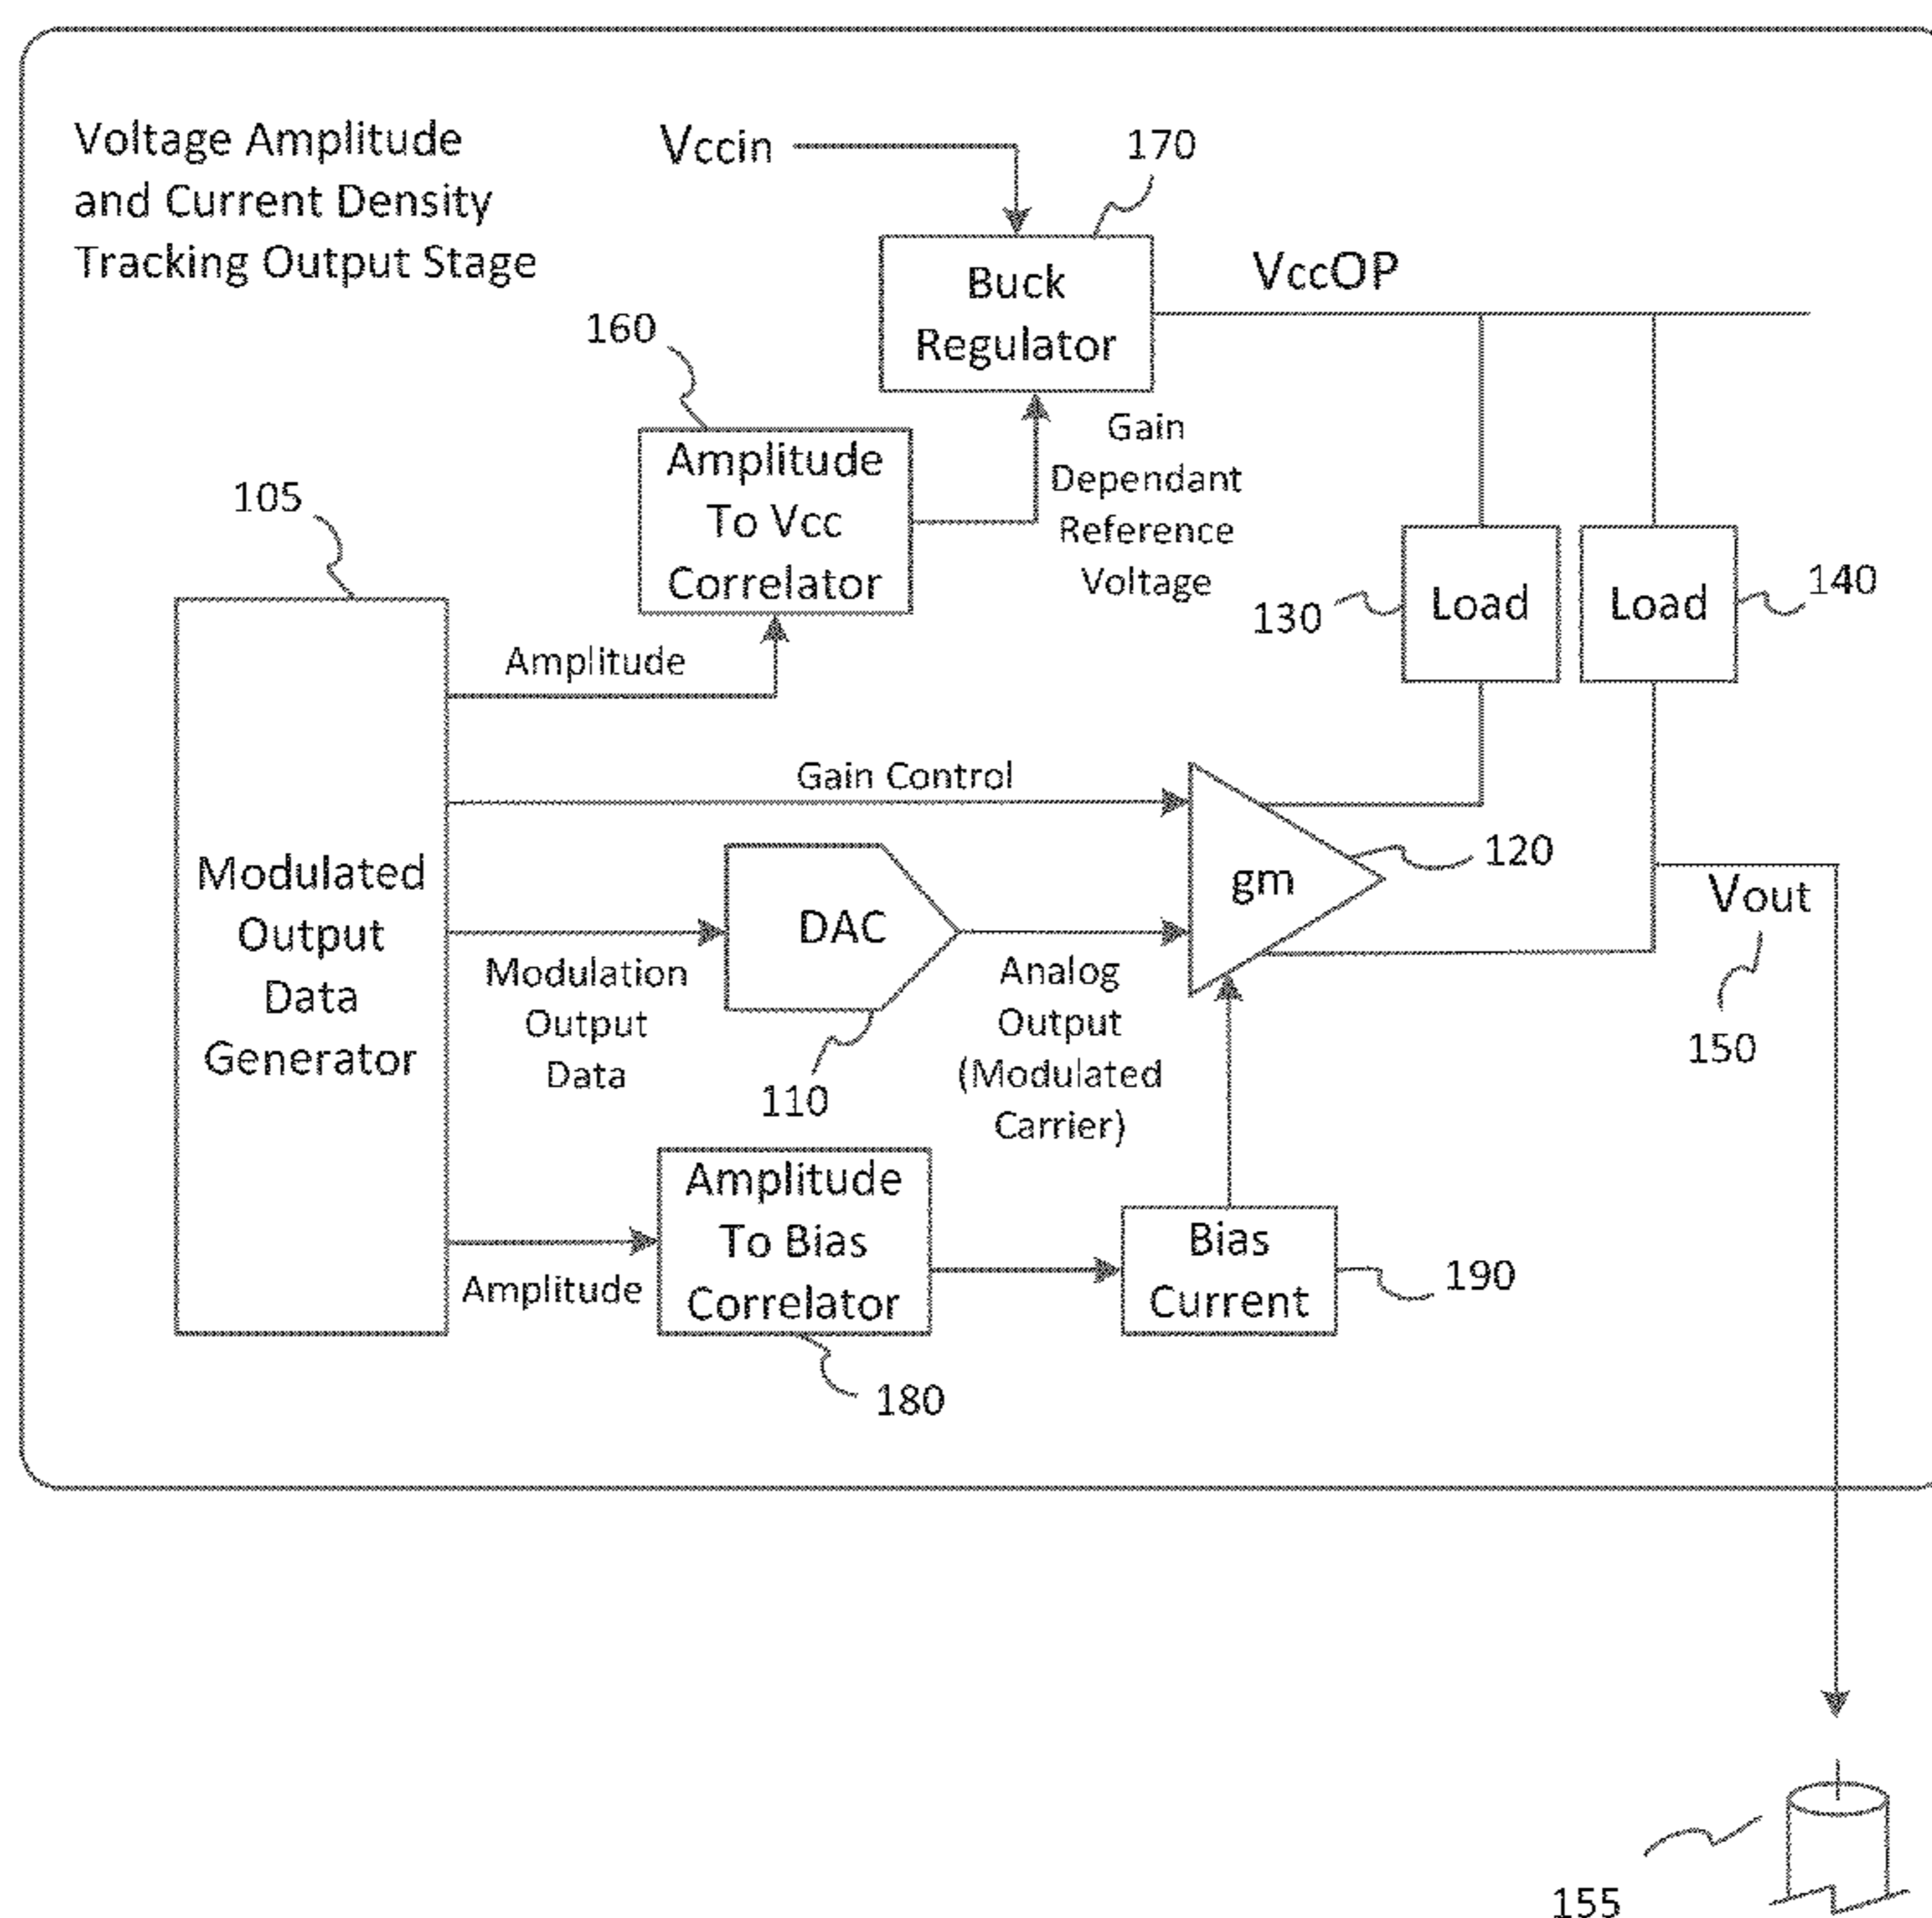 Voltage Amplitude
and Current Density
Tracking Output Stage
Vccin
170
Buck
Regulator
VccOP
160
Amplitude
To Vcc
Correlator
Gain
Dependant
Reference
Voltage
105
130
Load
Load
140
Amplitude
Gain Control
Modulated
Output
Data
Generator
DAC
110
Modulation
Output
Data
Analog
Output
(Modulated
Carrier)
gm
120
Vout
150
Amplitude
Amplitude
To Bias
Correlator
180
Bias
Current
190
155